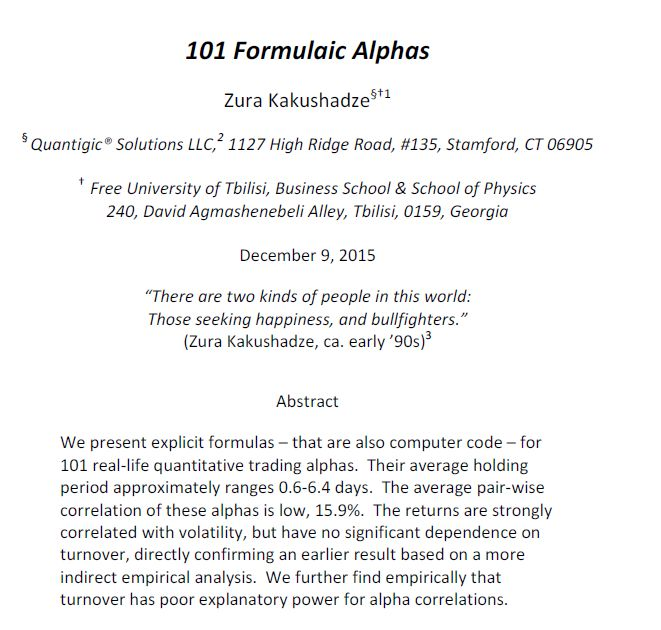 101 Formulaic Alphas
Zura Kakushadze§†1
§ Quantigic® Solutions LLC,2 1127 High Ridge Road, #135, Stamford, CT 06905
† Free University of Tbilisi, Business School & School of Physics
240, David Agmashenebeli Alley, Tbilisi, 0159, Georgia
December 9, 2015
“There are two kinds of people in this world:
Those seeking happiness, and bullfighters.”
(Zura Kakushadze, ca. early ’90s)3
Abstract
We present explicit formulas – that are also computer code – for
101 real-life quantitative trading alphas. Their average holding
period approximately ranges 0.6-6.4 days. The average pair-wise
correlation of these alphas is low, 15.9%. The returns are strongly
correlated with volatility, but have no significant dependence on
turnover, directly confirming an earlier result based on a more
indirect empirical analysis. We further find empirically that
turnover has poor explanatory power for alpha correlations.